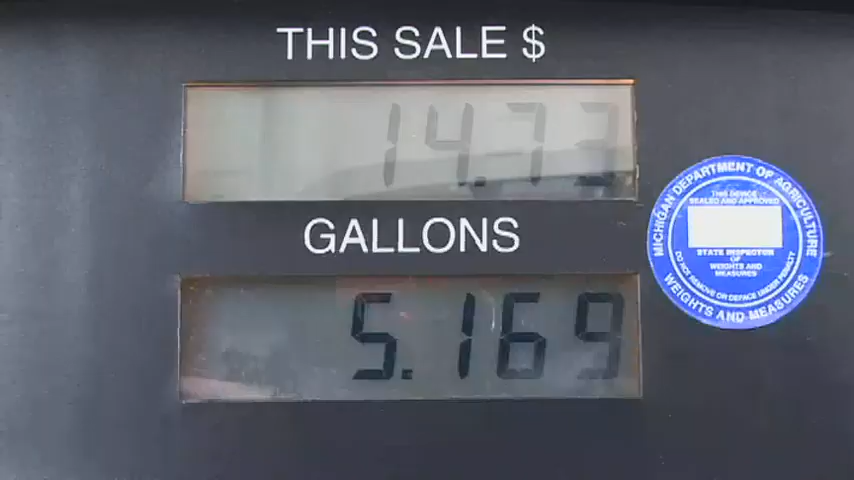 THIS SALE $
14.73
GALLONS
5.169
MICHIGAN DEPARTMENT OF AGRICULTURE
THIS DEVICE
SEALED AND APPROVED
STATE INSPECTOR
OF
WEIGHTS AND
MEASURES
DO NOT REMOVE OR DEFACE UNDER PENALTY
WEIGHTS AND MEASURES